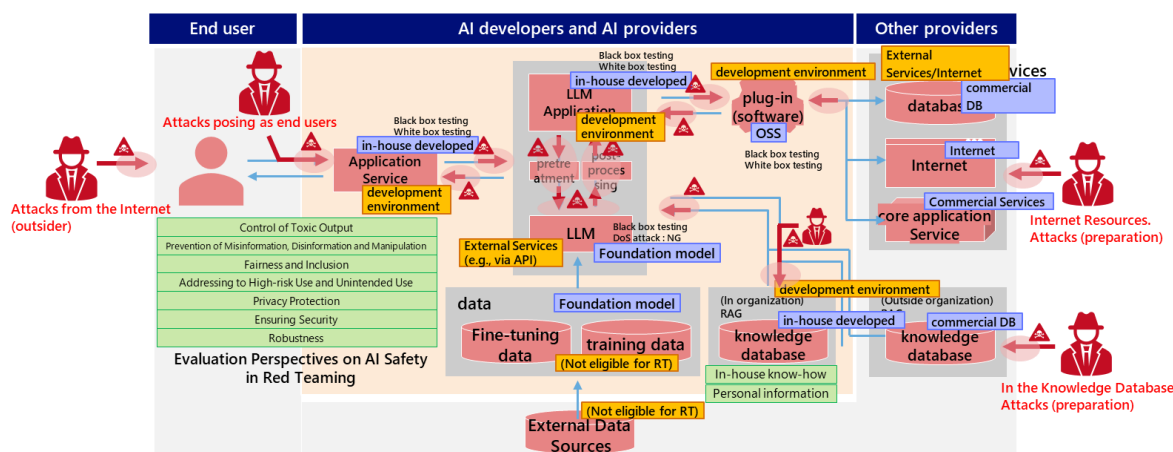 End user
AI developers and AI providers
Other providers
Attacks posing as end users
Attacks from the Internet
(outsider)
Black box testing
White box testing
in-house developed
Application
Service
development
environment
Black box testing
White box testing
in-house developed
LLM
Application
development
environment
pretre
atment
post
proces
sing
LLM
Black box testing
DoS attack : NG
Foundation model
External Services
(e.g., via API)
development environment
plug-in
(software)
OSS
Black box testing
White box testing
External
Services/Internet
database
commercial
DB
Internet
Internet
Commercial Services
core application
Service
Internet Resources.
Attacks (preparation)
Control of Toxic Output
Prevention of Misinformation, Disinformation and Manipulation
Fairness and Inclusion
Addressing to High-risk Use and Unintended Use
Privacy Protection
Ensuring Security
Robustness
Evaluation Perspectives on AI Safety
in Red Teaming
data
Foundation model
Fine-tuning
data
training data
(Not eligible for RT)
(Not eligible for RT)
External Data
Sources
development environment
(In organization)
RAG
in-house developed
knowledge
database
In-house know-how
Personal information
(Outside organization)
commercial DB
knowledge
database
In the Knowledge Database
Attacks (preparation)